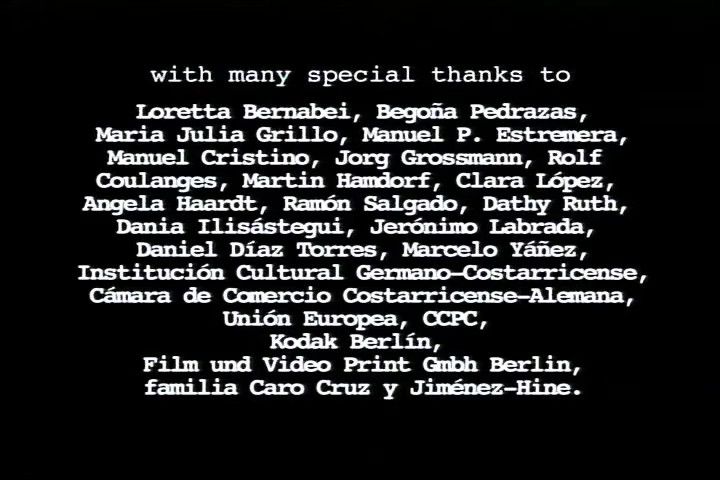 with many special thanks to
Loretta Bernabei, Begoña Pedrazas,
Maria Julia Grillo, Manuel P. Estremera,
Manuel Cristino, Jorg Grossmann, Rolf
Coulanges, Martin Hamdorf, Clara López,
Angela Haardt, Ramón Salgado, Dathy Ruth,
Dania Ilisástegui, Jerónimo Labrada,
Daniel Díaz Torres, Marcelo Yáñez,
Institución Cultural Germano-Costarricense,
Cámara de Comercio Costarricense-Alemana,
Unión Europea, CCPC,
Kodak Berlín,
Film und Video Print Gmbh Berlin,
familia Caro Cruz y Jiménez-Hine.